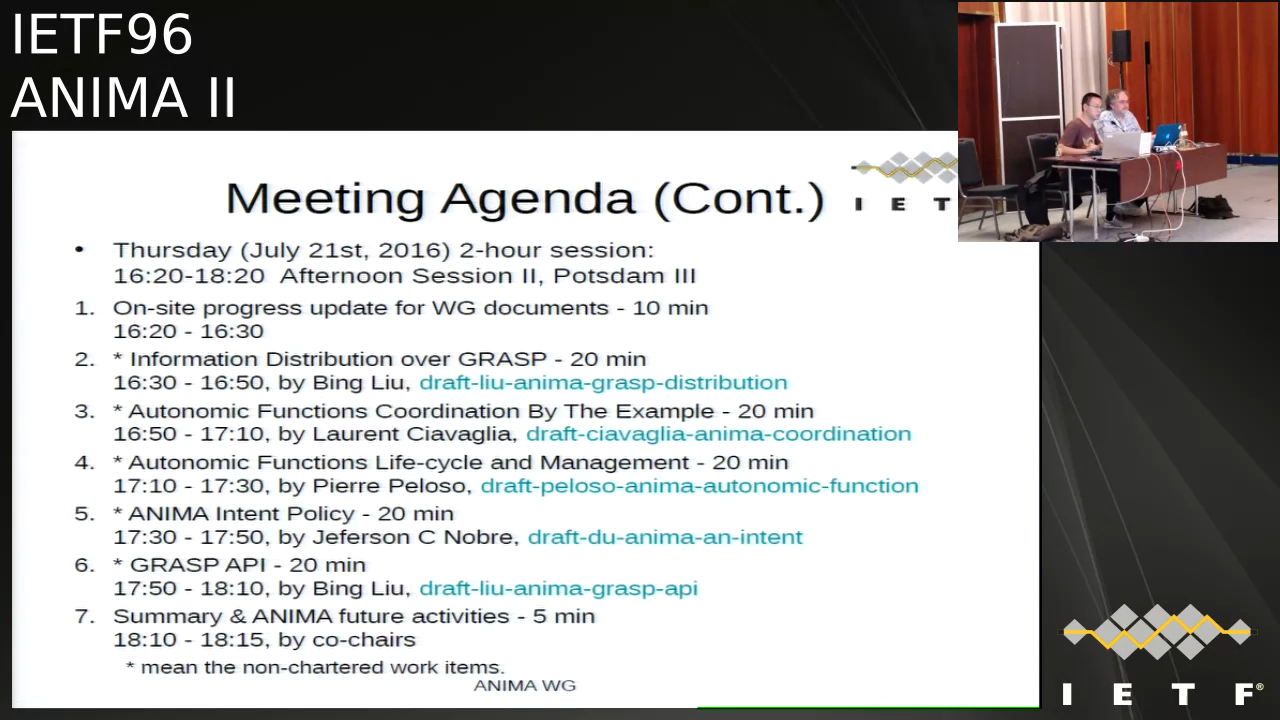 IETF96
ANIMA II
Meeting Agenda (Cont.)
I E T
• Thursday (July 21st, 2016) 2-hour session:
16:20-18:20 Afternoon Session II, Potsdam III
1. On-site progress update for WG documents - 10 min
16:20 - 16:30
2. * Information Distribution over GRASP - 20 min
16:30 - 16:50, by Bing Liu, draft-liu-anima-grasp-distribution
3. * Autonomic Functions Coordination By The Example - 20 min
16:50 - 17:10, by Laurent Ciavaglia, draft-ciavaglia-anima-coordination
4. * Autonomic Functions Life-cycle and Management - 20 min
17:10 - 17:30, by Pierre Peloso, draft-peloso-anima-autonomic-function
5. * ANIMA Intent Policy - 20 min
17:30 - 17:50, by Jeferson C Nobre, draft-du-anima-an-intent
6. * GRASP API - 20 min
17:50 - 18:10, by Bing Liu, draft-liu-anima-grasp-api
7. Summary & ANIMA future activities - 5 min
18:10 - 18:15, by co-chairs
* mean the non-chartered work items.
ANIMA WG
I E T F®